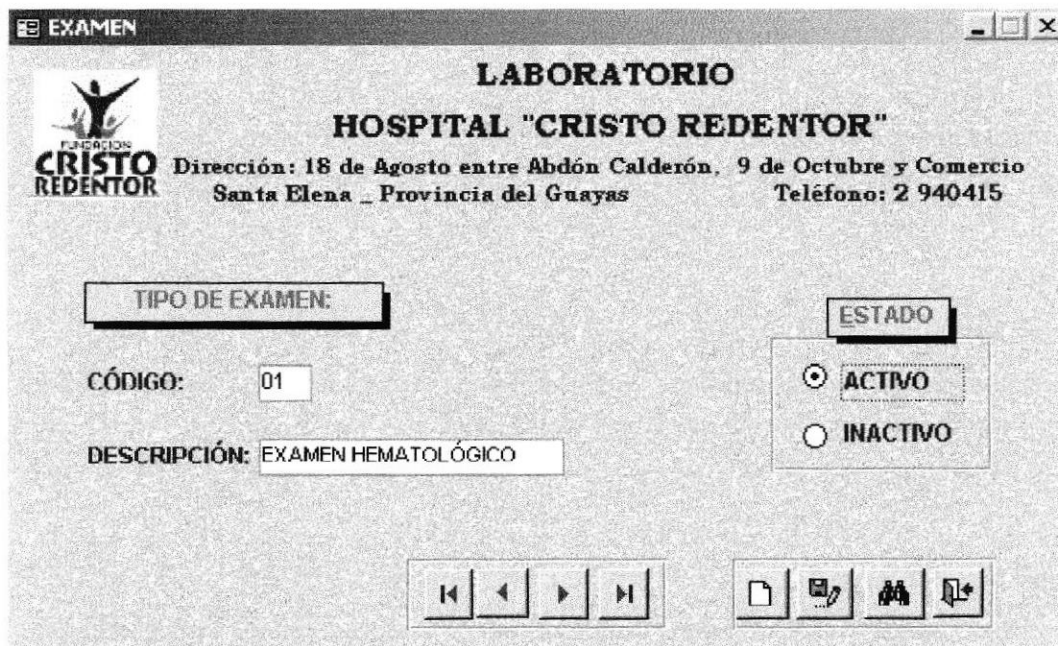 EXAMEN
LABORATORIO
HOSPITAL "CRISTO REDENTOR"
FUNDACION
CRISTO
REDENTOR
Dirección: 18 de Agosto entre Abdón Calderón, 9 de Octubre y Comercio
Santa Elena _ Provincia del Guayas Teléfono: 2 940415
TIPO DE EXAMEN:
ESTADO
CÓDIGO: 01
ACTIVO
INACTIVO
DESCRIPCIÓN: EXAMEN HEMATOLÓGICO